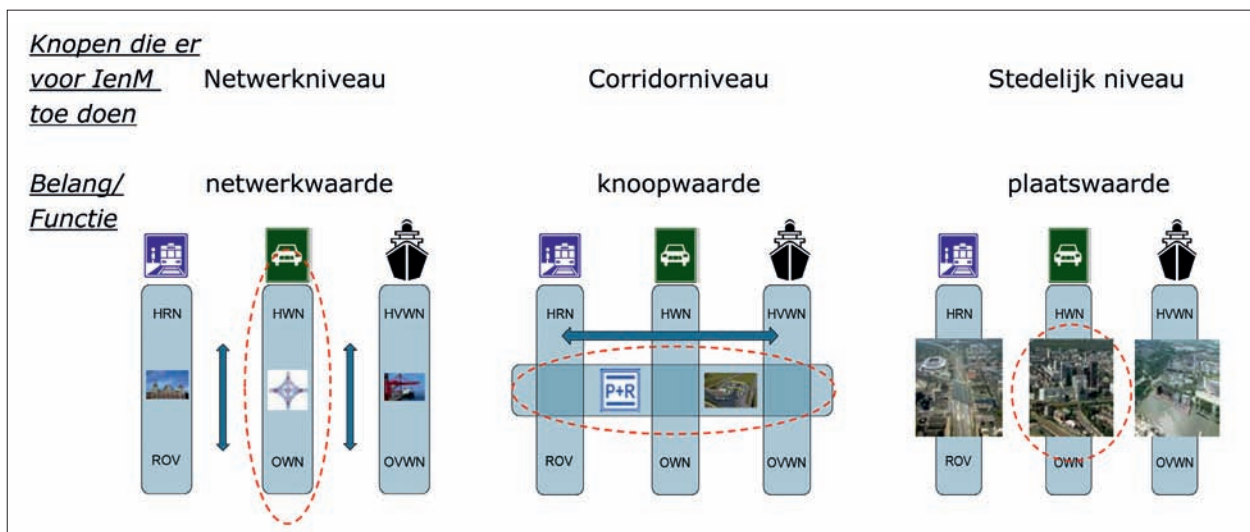 Knopen die er
voor IenM
toe doen
Netwerkniveau
Corridorniveau
Stedelijk niveau
Belang/
Functie
netwerkwaarde
knoopwaarde
plaatswaarde
HRN
HWN
HVWN
HRN
HWN
HVWN
HRN
HWN
HVWN
P+R
ROV
OWN
OVWN
ROV
OWN
OVWN
ROV
OWN
OVWN